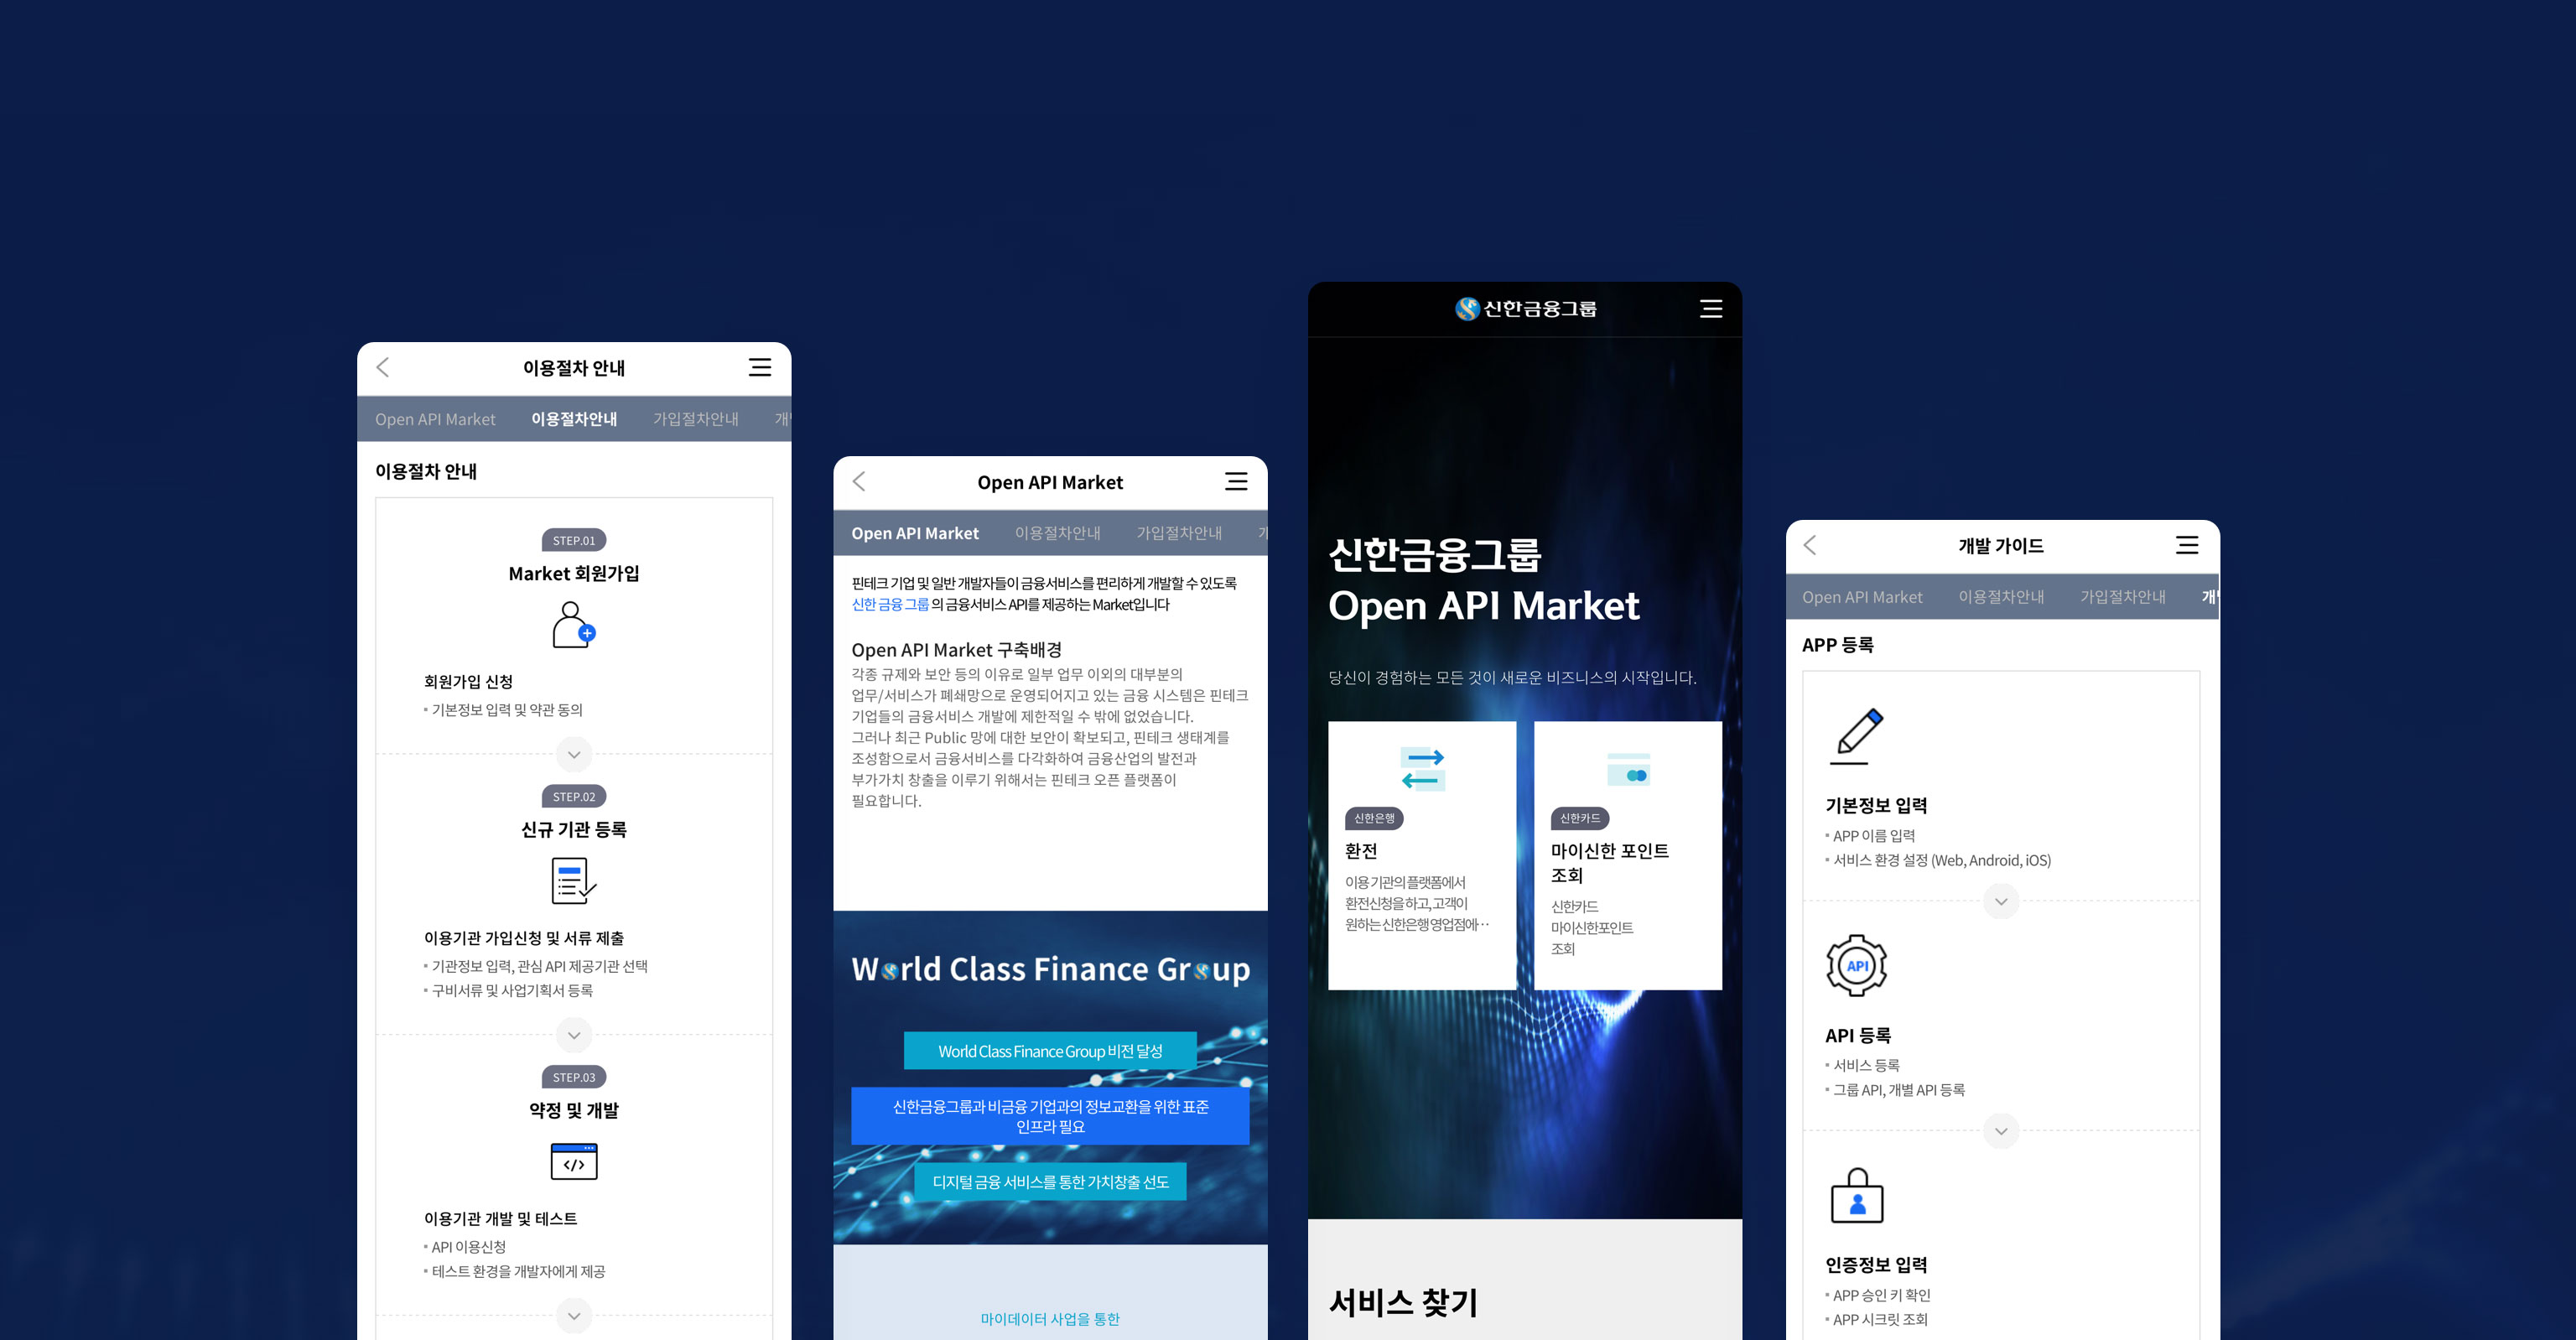 이용절차 안내
Open API Market 이용절차안내 가입절차안내
이용절차 안내
STEP.01
Market 회원가입
회원가입 신청
기본정보 입력 및 약관 동의
STEP.02
신규 기관 등록
이용기관 가입신청 및 서류 제출
기관정보 입력, 관심 API 제공기관 선택
구비서류 및 사업기획서 등록
STEP.03
약정 및 개발
</>
이용기관 개발 및 테스트
API 이용신청
테스트 환경을 개발자에게 제공
Open API Market
Open API Market 이용절차안내 가입절차안내
핀테크 기업 및 일반 개발자들이 금융서비스를 편리하게 개발할 수 있도록
신한 금융 그룹 의 금융서비스 API를 제공하는 Market입니다
Open API Market 구축배경
각종 규제와 보안 등의 이유로 일부 업무 이외의 대부분의
업무/서비스가 폐쇄망으로 운영되어지고 있는 금융 시스템은 핀테크
기업들의 금융서비스 개발에 제한적일 수 밖에 없었습니다.
그러나 최근 Public 망에 대한 보안이 확보되고, 핀테크 생태계를
조성함으로서 금융서비스를 다각화하여 금융산업의 발전과
부가가치 창출을 이루기 위해서는 핀테크 오픈 플랫폼이
필요합니다.
World Class Finance Group
World Class Finance Group 비전 달성
신한금융그룹과 비금융 기업과의 정보교환을 위한 표준
인프라 필요
디지털 금융 서비스를 통한 가치창출 선도
마이데이터 사업을 통한
신한금융그룹
신한금융그룹
Open API Market
당신이 경험하는 모든 것이 새로운 비즈니스의 시작입니다.
신한은행
환전
이용 기관의 플랫폼에서
환전신청을 하고, 고객이
원하는 신한은행 영업점에…
신한카드
마이신한 포인트
조회
신한카드
마이신한포인트
조회
서비스 찾기
개발 가이드
Open API Market 이용절차안내 가입절차안내
APP 등록
기본정보 입력
APP 이름 입력
서비스 환경 설정 (Web, Android, iOS)
API
API 등록
서비스 등록
그룹 API, 개별 API 등록
인증정보 입력
APP 승인 키 확인
APP 시크릿 조회